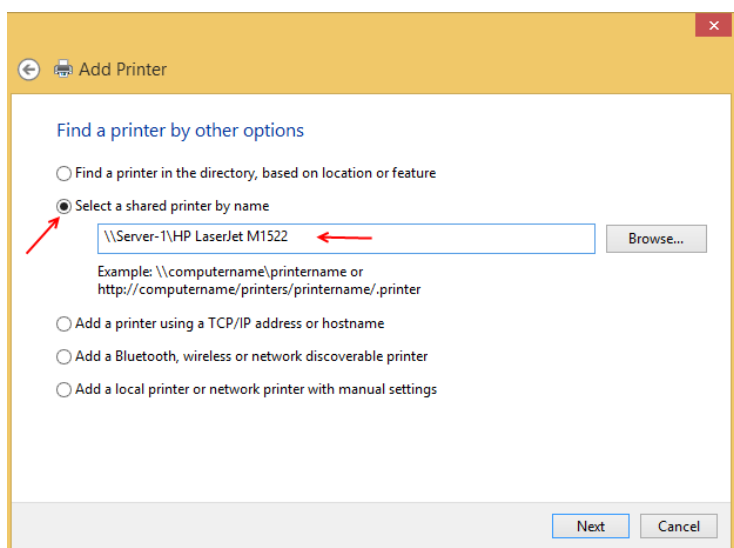 Add Printer
Find a printer by other options
Find a printer in the directory, based on location or feature
Select a shared printer by name
\\Server-1\HP LaserJet M1522
Browse...
Example: \\computername\printername or
http://computername/printers/printername/.printer
Add a printer using a TCP/IP address or hostname
Add a Bluetooth, wireless or network discoverable printer
Add a local printer or network printer with manual settings
Next
Cancel